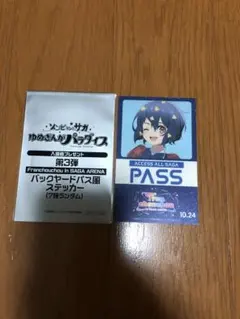 ゾンビランドサガ
ゆめぎんがパラダイス
入場者プレゼント
第3弾
Franchouchou in SAGA ARENA
バックヤードパス風
ステッカー
(7種ランダム)
ACCESS ALL SAGA
PASS
10.24